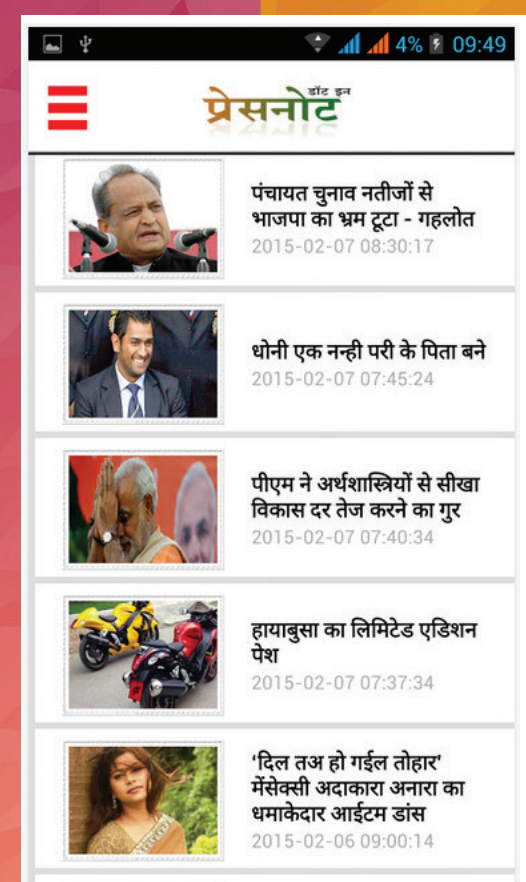 4% 09:49
डॉट इन
प्रेसनोट
पंचायत चुनाव नतीजों से
भाजपा का भ्रम टूटा - गहलोत
2015-02-07 08:30:17
धोनी एक नन्ही परी के पिता बने
2015-02-07 07:45:24
पीएम ने अर्थशास्त्रियों से सीखा
विकास दर तेज करने का गुर
2015-02-07 07:40:34
हायाबुसा का लिमिटेड एडिशन
पेश
2015-02-07 07:37:34
‘दिल तअ हो गईल तोहार’
मेंसेक्सी अदाकारा अनारा का
धमाकेदार आईटम डांस
2015-02-06 09:00:14